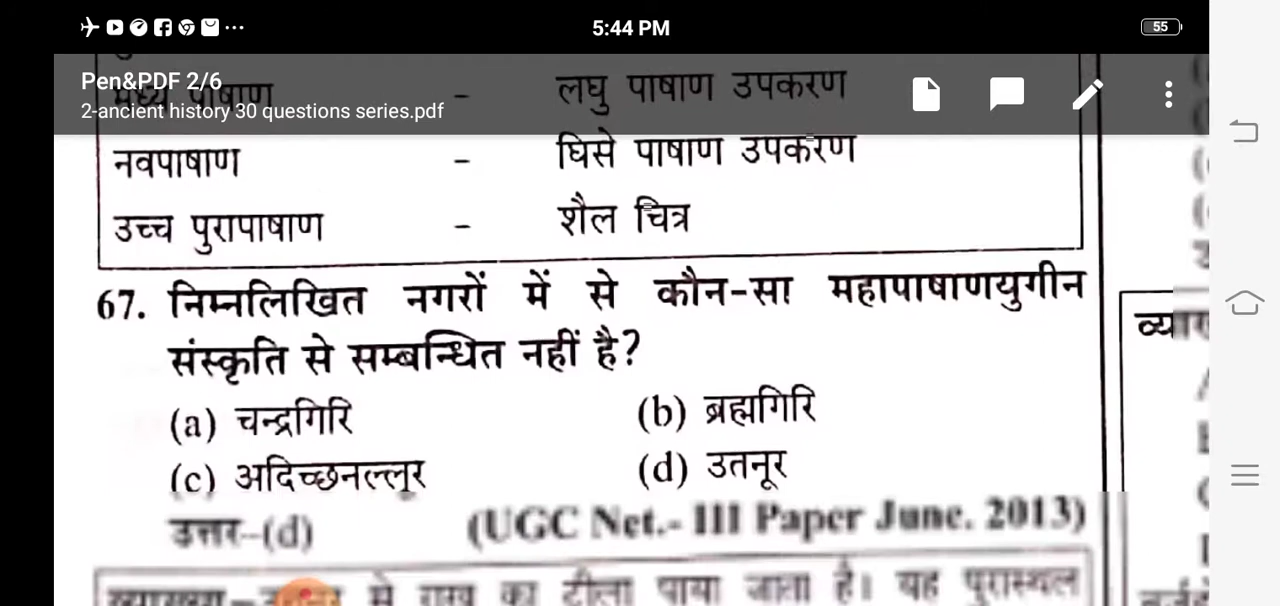 5:44 PM
55
Pen&PDF 2/6
2-ancient history 30 questions series.pdf
मध्य पाषाण - लघु पाषाण उपकरण
नवपाषाण - घिसे पाषाण उपकरण
उच्च पुरापाषाण - शैल चित्र
67. निम्नलिखित नगरों में से कौन-सा महापाषाणयुगीन
संस्कृति से सम्बन्धित नहीं है?
(a) चन्द्रगिरि (b) ब्रह्मगिरि
(c) अदिच्छनल्लूर (d) उतनूर
उत्तर-(d) (UGC Net.- III Paper June. 2013)
में राख का टीला पाया जाता है। यह पुरास्थल